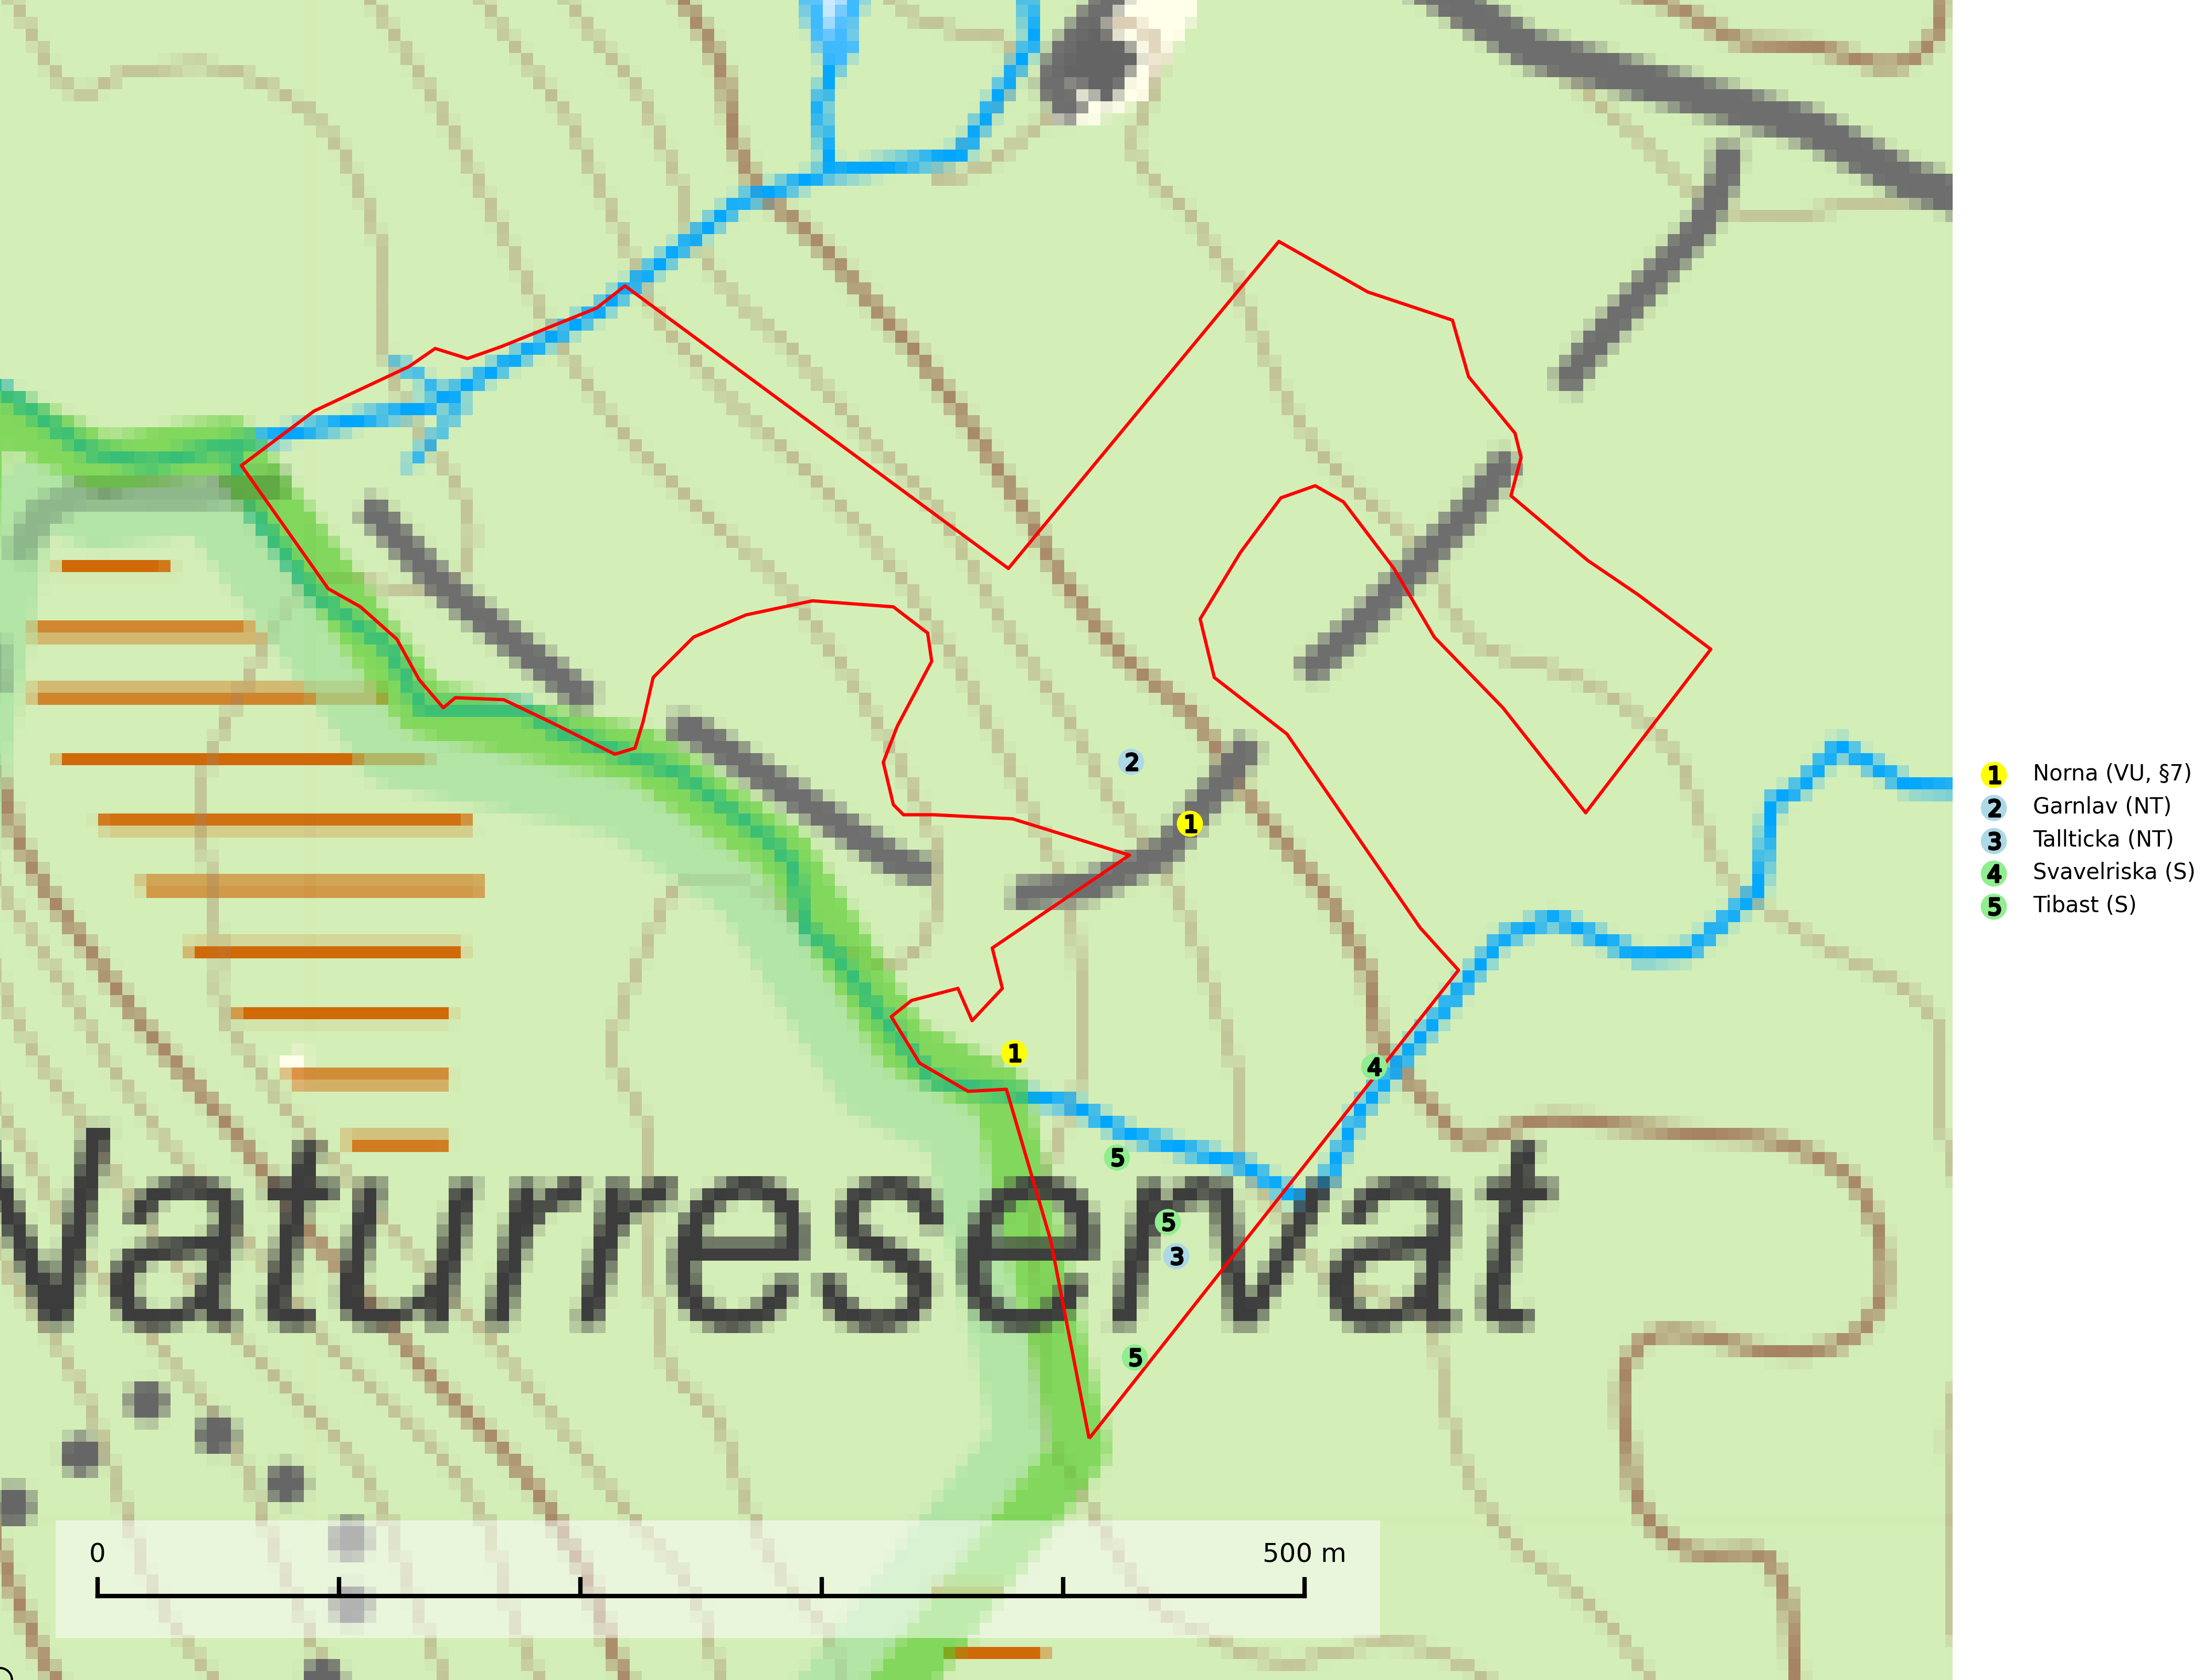 1 Norna (VU, §7)
2 Garnlav (NT)
3 Tallticka (NT)
4 Svavelriska (S)
5 Tibast (S)
2
1
1
4
5
5
3
5
Naturreservat
0 500 m